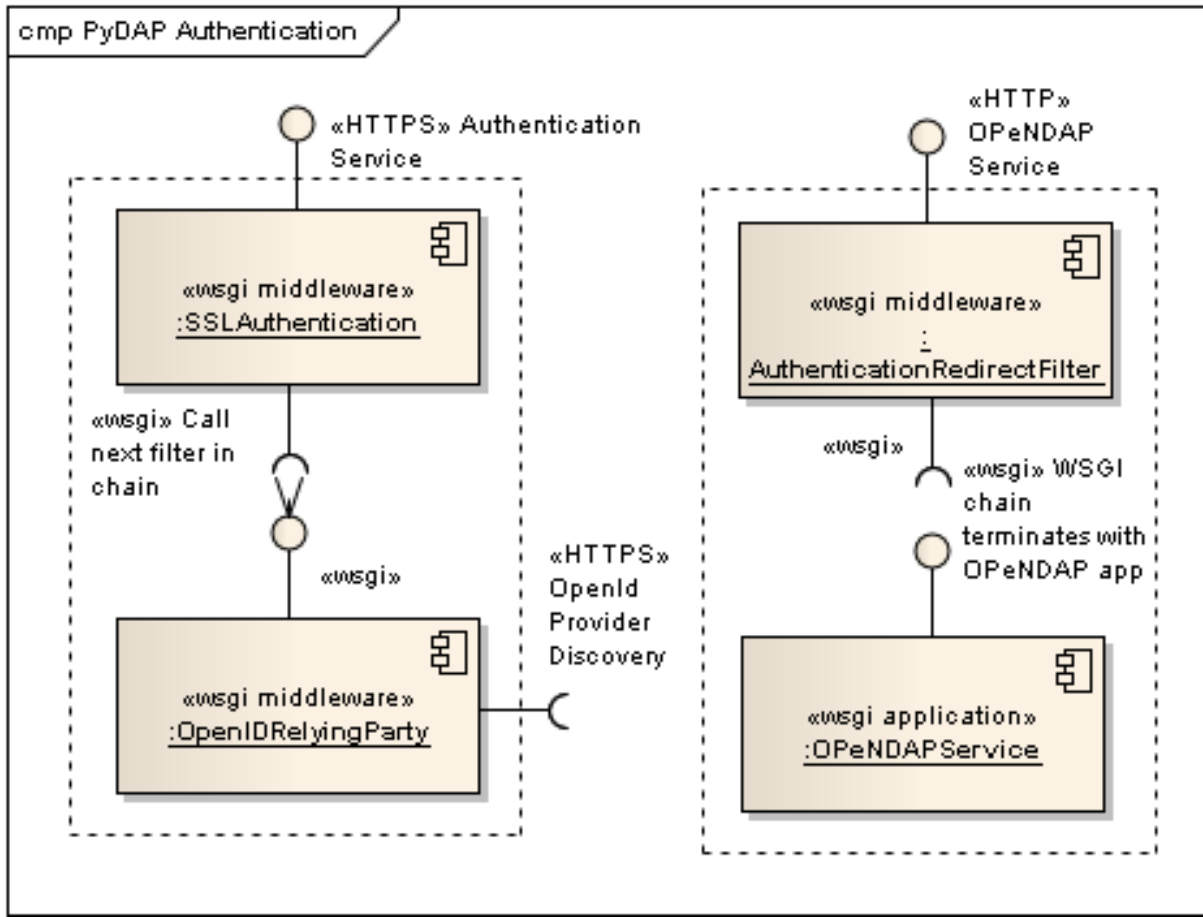 cmp PyDAP Authentication
«HTTPS» Authentication
Service
«wsgi middleware»
:SSLAuthentication
«wsgi» Call
next filter in
chain
«wsgi»
«wsgi middleware»
:OpenIDRelyingParty
«HTTPS»
OpenId
Provider
Discovery
«HTTP»
OPeNDAP
Service
«wsgi middleware»
:
AuthenticationRedirectFilter
«wsgi»
«wsgi» WSGI
chain
terminates with
OPeNDAP app
«wsgi application»
:OPeNDAPService